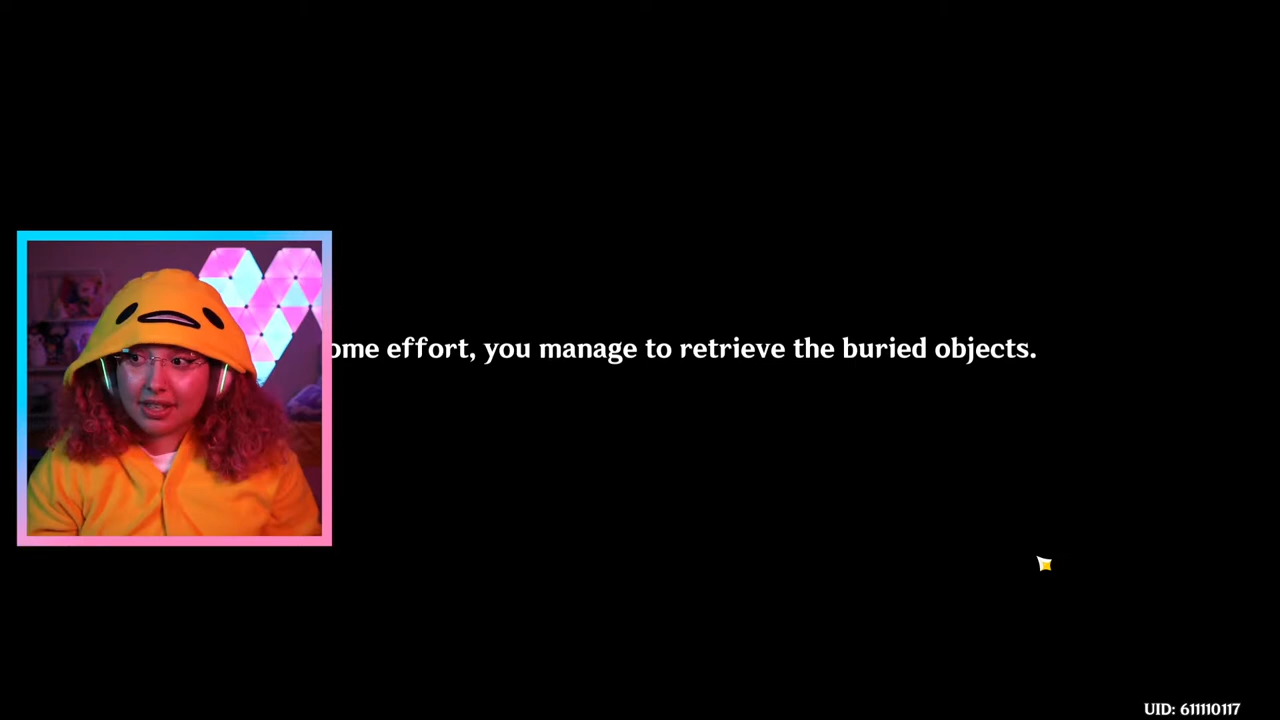 ome effort, you manage to retrieve the buried objects.
UID: 611110117